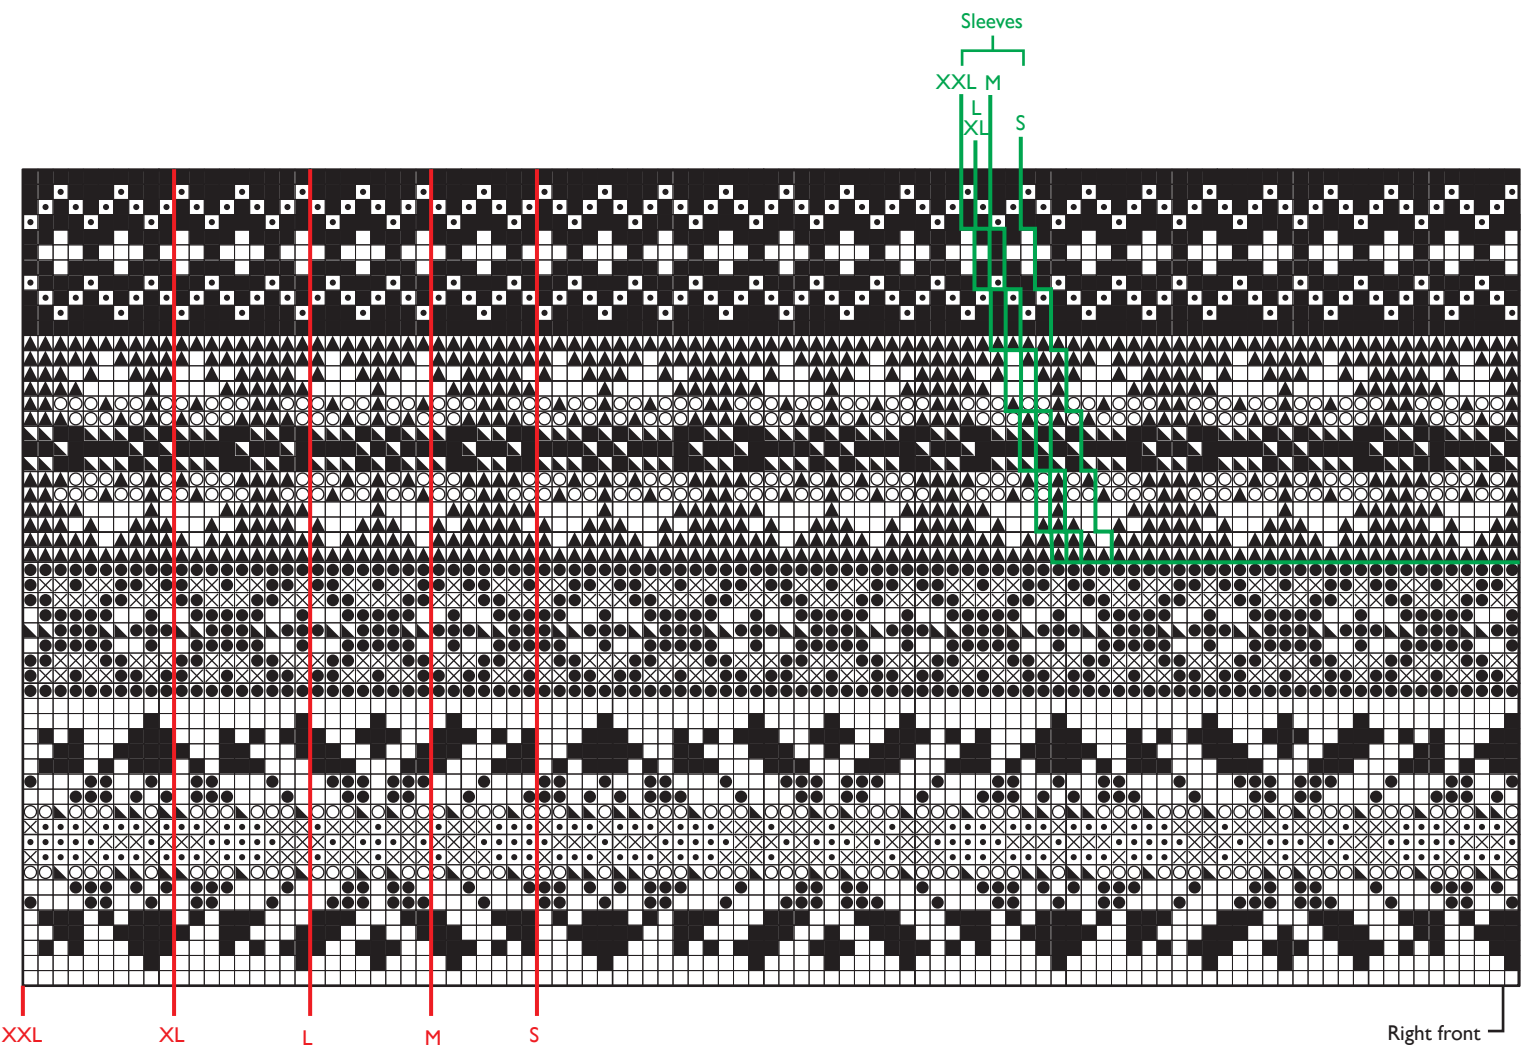 Sleeves
XXL M
L
XL S
XXL XL L M S
Right front